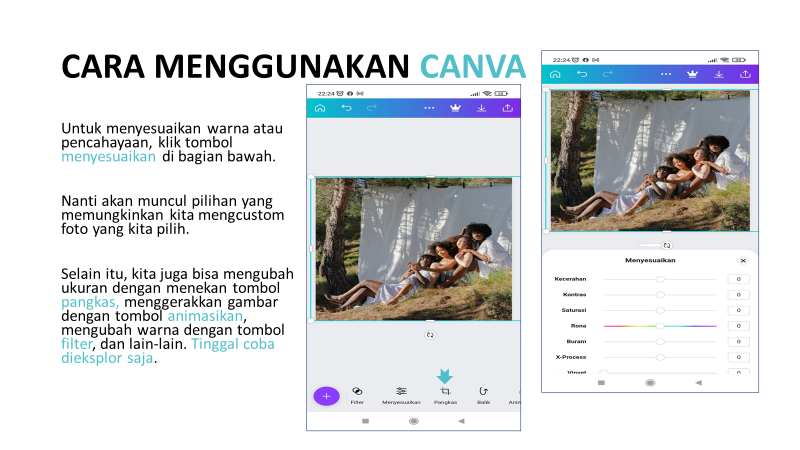 CARA MENGGUNAKAN CANVA
Untuk menyesuaikan warna atau
pencahayaan, klik tombol
menyesuaikan di bagian bawah.
Nanti akan muncul pilihan yang
memungkinkan kita mengcustom
foto yang kita pilih.
Selain itu, kita juga bisa mengubah
ukuran dengan menekan tombol
pangkas, menggerakkan gambar
dengan tombol animasikan,
mengubah warna dengan tombol
filter, dan lain-lain. Tinggal coba
dieksplor saja.
22:24
Filter
Menyesuaikan
Pangkas
Balik
Anim
22:24
Menyesuaikan
Kecerahan 0
Kontras 0
Saturasi 0
Rona 0
Buram 0
X-Process 0
Vinyet 0